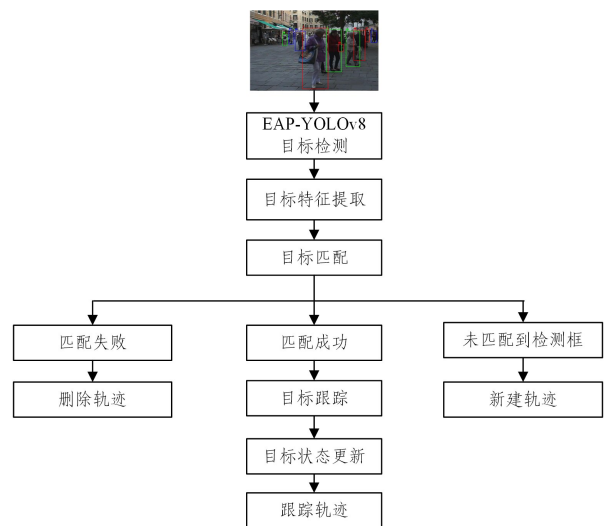 EAP-YOLOv8
目标检测
目标特征提取
目标匹配
匹配失败
匹配成功
未匹配到检测框
删除轨迹
目标跟踪
新建轨迹
目标状态更新
跟踪轨迹